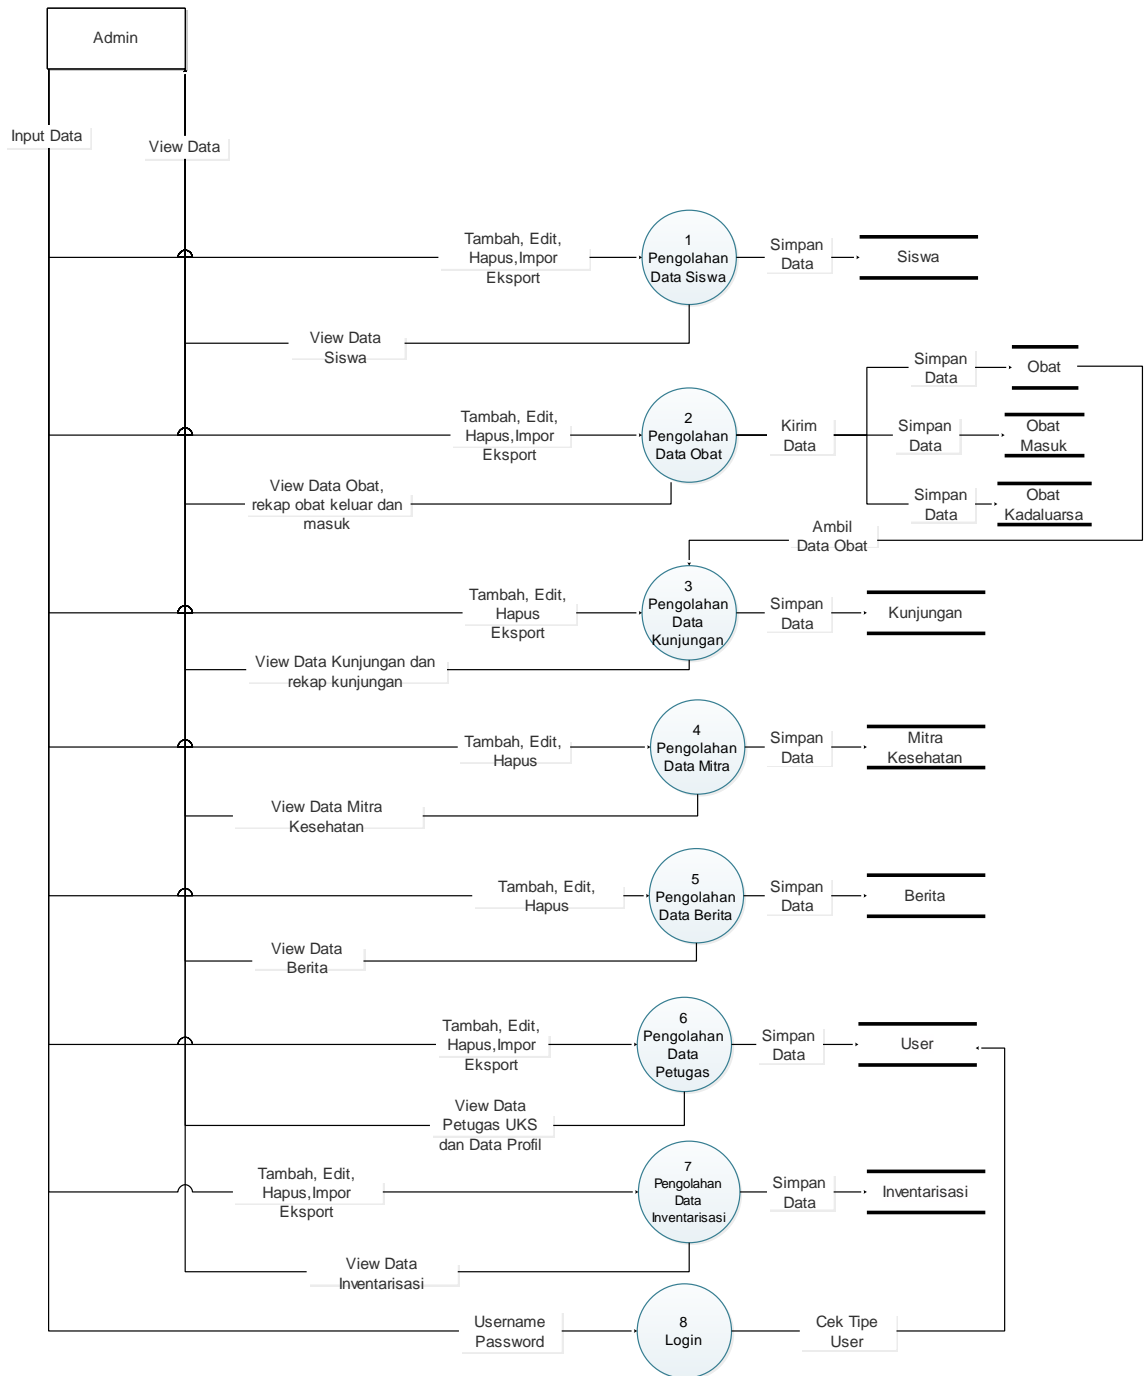 Admin
Input Data
View Data
Tambah, Edit,
Hapus,Impor
Eksport
1
Pengolahan
Data Siswa
Simpan
Data
Siswa
View Data
Siswa
Simpan
Data
Obat
Tambah, Edit,
Hapus,Impor
Eksport
2
Pengolahan
Data Obat
Kirim
Data
Simpan
Data
Obat
Masuk
View Data Obat,
rekap obat keluar dan
masuk
Simpan
Data
Obat
Kadaluarsa
Ambil
Data Obat
Tambah, Edit,
Hapus
Eksport
3
Pengolahan
Data
Kunjungan
Simpan
Data
Kunjungan
View Data Kunjungan dan
rekap kunjungan
Tambah, Edit,
Hapus
4
Pengolahan
Data Mitra
Simpan
Data
Mitra
Kesehatan
View Data Mitra
Kesehatan
Tambah, Edit,
Hapus
5
Pengolahan
Data Berita
Simpan
Data
Berita
View Data
Berita
Tambah, Edit,
Hapus,Impor
Eksport
6
Pengolahan
Data
Petugas
Simpan
Data
User
View Data
Petugas UKS
dan Data Profil
Tambah, Edit,
Hapus,Impor
Eksport
7
Pengolahan
Data
Inventarisasi
Simpan
Data
Inventarisasi
View Data
Inventarisasi
Username
Password
8
Login
Cek Tipe
User